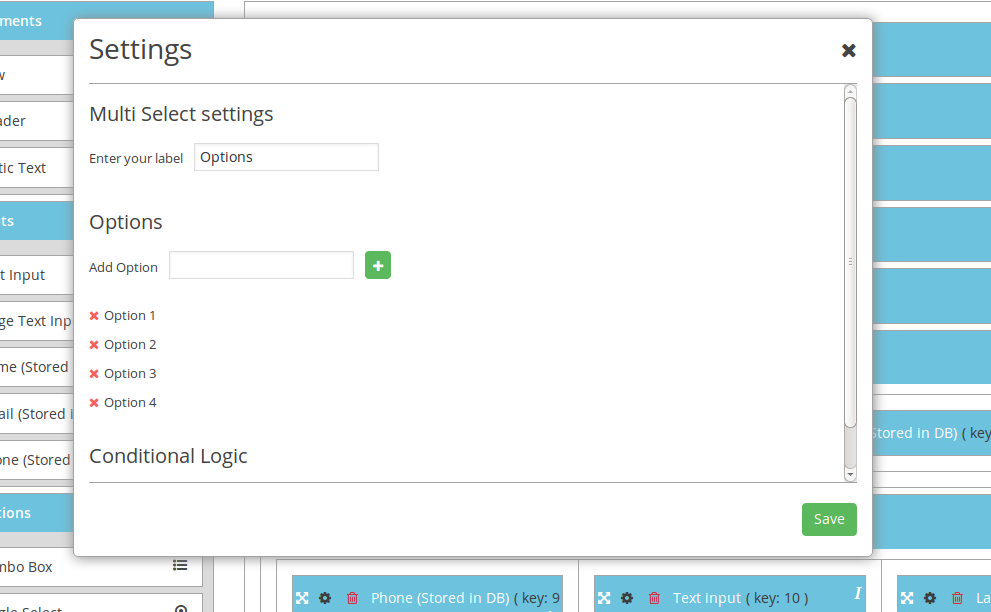 ments
Settings
w
ader
Multi Select settings
Enter your label Options
tic Text
ts
Options
Add Option
t Input
ge Text Inp
Option 1
Option 2
me (Stored
Option 3
Option 4
ail (Stored i
Stored in DB) ( key
Conditional Logic
one (Stored
tions
Save
mbo Box
Phone (Stored in DB) ( key: 9
Text input ( key: 10 )
I
La
gle Select